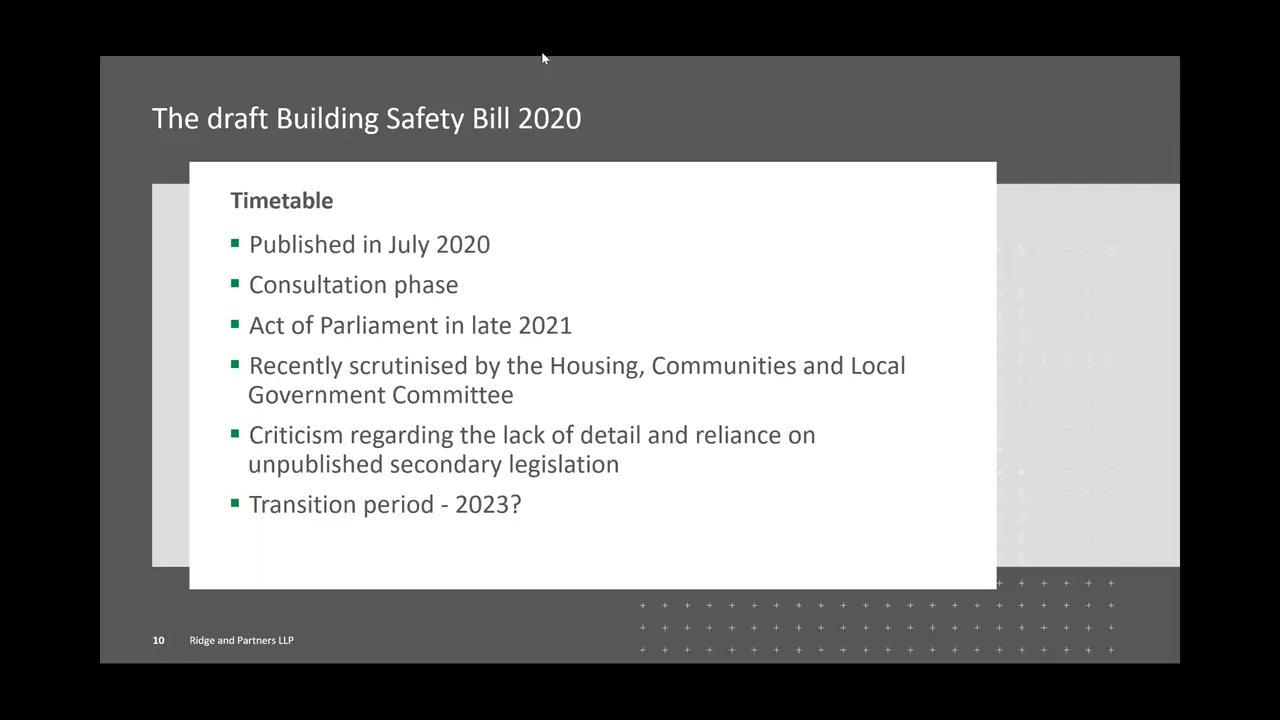 The draft Building Safety Bill 2020
Timetable
▪ Published in July 2020
▪ Consultation phase
▪ Act of Parliament in late 2021
▪ Recently scrutinised by the Housing, Communities and Local
Government Committee
▪ Criticism regarding the lack of detail and reliance on
unpublished secondary legislation
▪ Transition period - 2023?
10 Ridge and Partners LLP